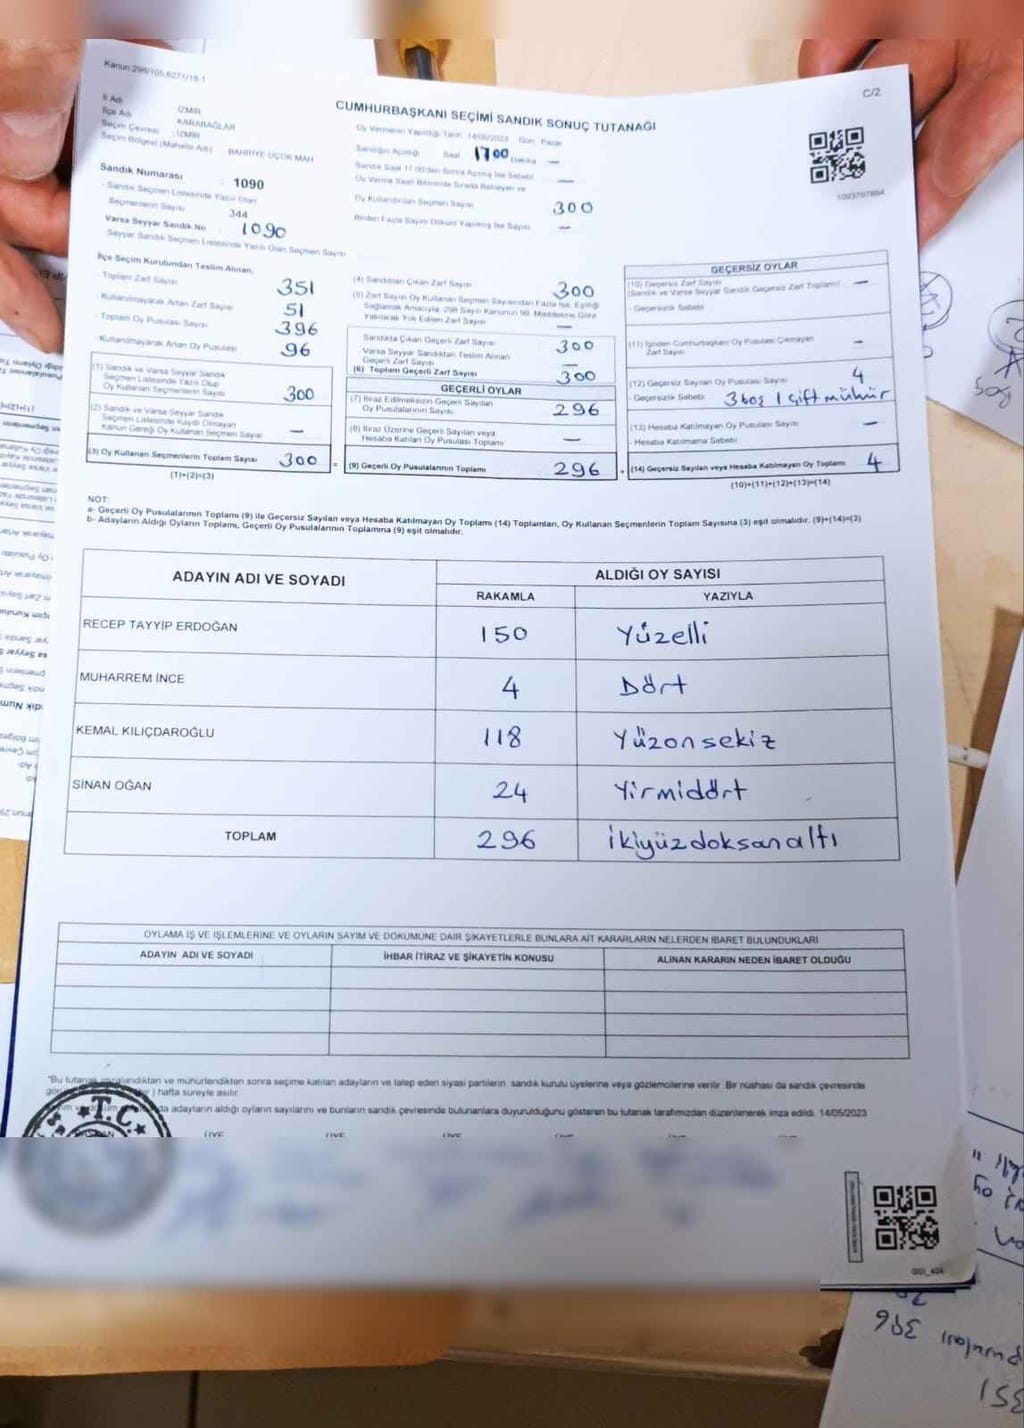 Kanun 298/105,6271/18-1
C/2
CUMHURBAŞKANI SEÇİMİ SANDIK SONUÇ TUTANAĞI
İl Adı : İZMİR
İlçe Adı : KARABAĞLAR
Seçim Çevresi : İZMİR
Seçim Bölgesi (Mahalle Adı) : BAHRİYE ÜÇOK MAH
Sandık Numarası : 1090
- Sandık Seçmen Listesinde Yazılı Olan
Seçmenlerin Sayısı : 344
Varsa Seyyar Sandık No : 1090
- Seyyar Sandık Seçmen Listesinde Yazılı Olan Seçmen Sayısı
Oy Vermenin Yapıldığı Tarih : 14/05/2023 Gün : Pazar
Sandığın Açıldığı Saat 1700 Dakika —
Sandık Saat 17.00'den Sonra Açılmış İse Sebebi —
Oy Verme Saati Bitiminde Sırada Bekleyen ve
Oy Kullandırılan Seçmen Sayısı 300
Birden Fazla Sayım Döküm Yapılmış İse Sayısı —
1093797884
İlçe Seçim Kurulundan Teslim Alınan;
- Toplam Zarf Sayısı 351
- Kullanılmayarak Artan Zarf Sayısı 51
- Toplam Oy Pusulası Sayısı 396
- Kullanılmayarak Artan Oy Pusulası 96
(1) Sandık ve Varsa Seyyar Sandık
Seçmen Listesinde Yazılı Olup
Oy Kullanan Seçmenlerin Sayısı 300
(2) Sandık ve Varsa Seyyar Sandık
Seçmen Listesinde Kaydı Olmayan
Kanun Gereği Oy Kullanan Seçmen Sayısı —
(3) Oy Kullanan Seçmenlerin Toplam Sayısı 300 =
(1)+(2)=(3)
(4) Sandıktan Çıkan Zarf Sayısı 300
(5) Zarf Sayısı Oy Kullanan Seçmen Sayısından Fazla İse, Eşitliği
Sağlamak Amacıyla, 298 Sayılı Kanunun 98. Maddesine Göre
Yakılarak Yok Edilen Zarf Sayısı —
Sandıkta Çıkan Geçerli Zarf Sayısı 300
Varsa Seyyar Sandıktan Teslim Alınan
Geçerli Zarf Sayısı —
(6) Toplam Geçerli Zarf Sayısı 300
GEÇERLİ OYLAR
(7) İtiraz Edilmeksizin Geçerli Sayılan
Oy Pusulalarının Sayısı 296
(8) İtiraz Üzerine Geçerli Sayılan veya
Hesaba Katılan Oy Pusulası Toplamı —
(9) Geçerli Oy Pusulalarının Toplamı 296 +
GEÇERSİZ OYLAR
(10) Geçersiz Zarf Sayısı
(Sandık ve Varsa Seyyar Sandık Geçersiz Zarf Toplamı) —
- Geçersizlik Sebebi
(11) İçinden Cumhurbaşkanı Oy Pusulası Çıkmayan
Zarf Sayısı —
(12) Geçersiz Sayılan Oy Pusulası Sayısı 4
- Geçersizlik Sebebi 3 boş 1 çift mühür
(13) Hesaba Katılmayan Oy Pusulası Sayısı —
- Hesaba Katılmama Sebebi
(14) Geçersiz Sayılan veya Hesaba Katılmayan Oy Toplamı 4
(10)+(11)+(12)+(13)=(14)
NOT:
a- Geçerli Oy Pusulalarının Toplamı (9) ile Geçersiz Sayılan veya Hesaba Katılmayan Oy Toplamı (14) Toplamları, Oy Kullanan Seçmenlerin Toplam Sayısına (3) eşit olmalıdır. (9)+(14)=(3)
b- Adayların Aldığı Oyların Toplamı, Geçerli Oy Pusulalarının Toplamına (9) eşit olmalıdır.
ADAYIN ADI VE SOYADI
ALDIĞI OY SAYISI
RAKAMLA YAZIYLA
RECEP TAYYİP ERDOĞAN 150 Yüzelli
MUHARREM İNCE 4 Dört
KEMAL KILIÇDAROĞLU 118 Yüzonsekiz
SİNAN OĞAN 24 Yirmidört
TOPLAM 296 İkiyüzdoksanaltı
OYLAMA İŞ VE İŞLEMLERİNE VE OYLARIN SAYIM VE DÖKÜMÜNE DAİR ŞİKAYETLERLE BUNLARA AİT KARARLARIN NELERDEN İBARET BULUNDUKLARI
ADAYIN ADI VE SOYADI İHBAR İTİRAZ VE ŞİKAYETİN KONUSU ALINAN KARARIN NEDEN İBARET OLDUĞU
*Bu tutanak imzalandıktan ve mühürlendikten sonra seçime katılan adayların ve talep eden siyasi partilerin sandık kurulu üyelerine veya gözlemcilerine verilir. Bir nüshası da sandık çevresinde
hafta süreyle asılır.
adayların aldığı oyların sayılarını ve bunların sandık çevresinde bulunanlara duyurulduğunu gösteren bu tutanak tarafımızdan düzenlenerek imza edildi. 14/05/2023
T.C.
ÜYE ÜYE ÜYE ÜYE ÜYE
396
351